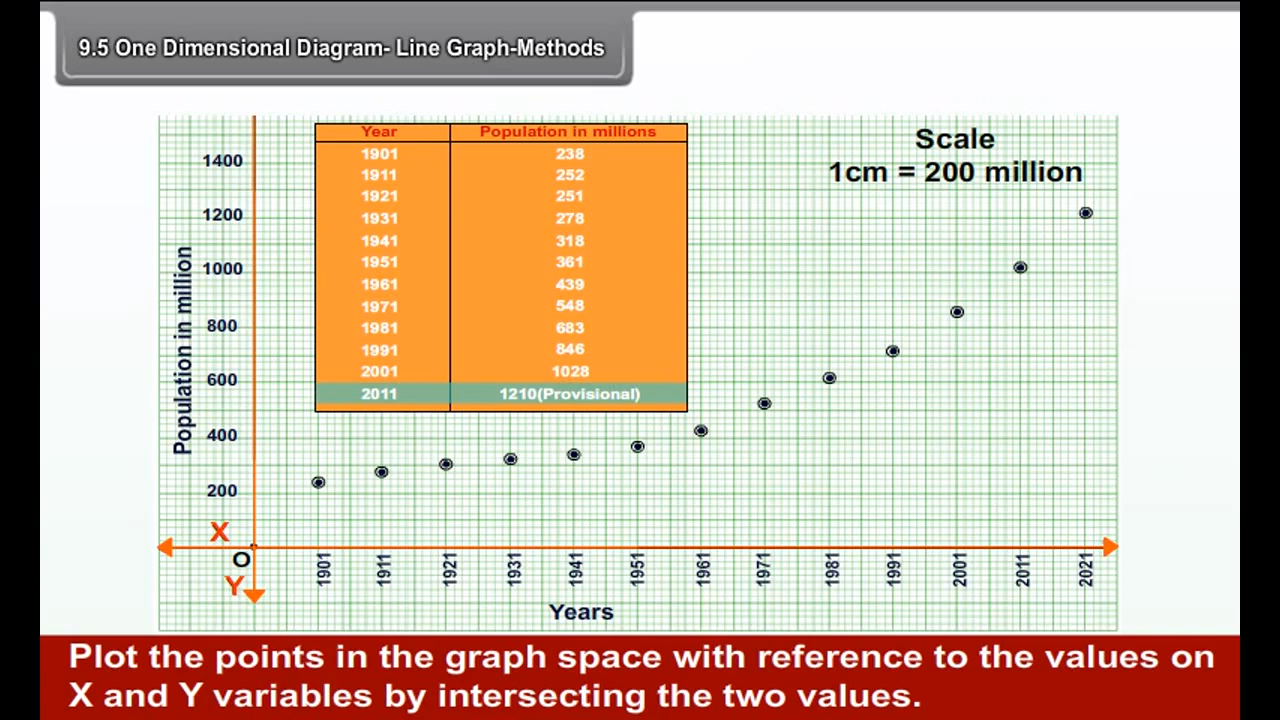 9.5 One Dimensional Diagram- Line Graph-Methods
Scale
1cm = 200 million
Year Population in millions
1901 238
1911 252
1921 251
1931 278
1941 318
1951 361
1961 439
1971 548
1981 683
1991 846
2001 1028
2011 1210(Provisional)
Population in million
1400
1200
1000
800
600
400
200
X
O
Y
1901 1911 1921 1931 1941 1951 1961 1971 1981 1991 2001 2011 2021
Years
Plot the points in the graph space with reference to the values on
X and Y variables by intersecting the two values.